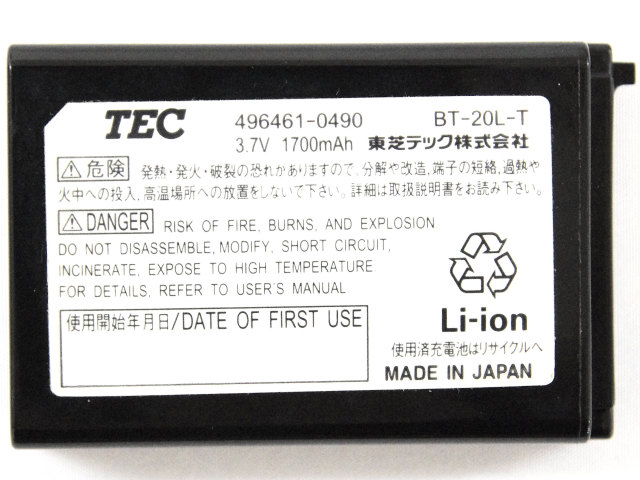 TEC 496461-0490 BT-20L-T
3.7V 1700mAh 東芝テック株式会社
⚠危険 発熱・発火・破裂の恐れがありますので、分解や改造、端子の短絡、過熱や
火中への投入、高温場所への放置をしないで下さい。詳細は取扱説明書をお読み下さい。
⚠DANGER RISK OF FIRE, BURNS, AND EXPLOSION
DO NOT DISASSEMBLE, MODIFY, SHORT CIRCUIT,
INCINERATE, EXPOSE TO HIGH TEMPERATURE
FOR DETAILS, REFER TO USER'S MANUAL
使用開始年月日/DATE OF FIRST USE
Li-ion
使用済充電池はリサイクルへ
MADE IN JAPAN